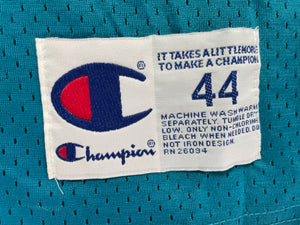 IT TAKES A LITTLE MORE
TO MAKE A CHAMPION
44
MACHINE WASH WARM
SEPARATELY. TUMBLE DRY
LOW. ONLY NON-CHLORINE
BLEACH WHEN NEEDED. DO
NOT IRON DESIGN.
RN 26094
Champion